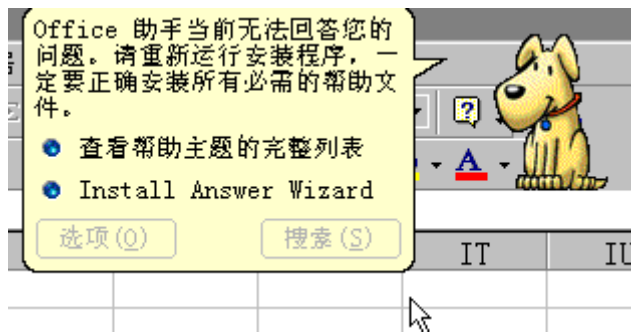 Office 助手当前无法回答您的
问题。请重新运行安装程序，一
定要正确安装所有必需的帮助文
件。
查看帮助主题的完整列表
Install Answer Wizard
选项(O) 搜索(S)
A
IT IU